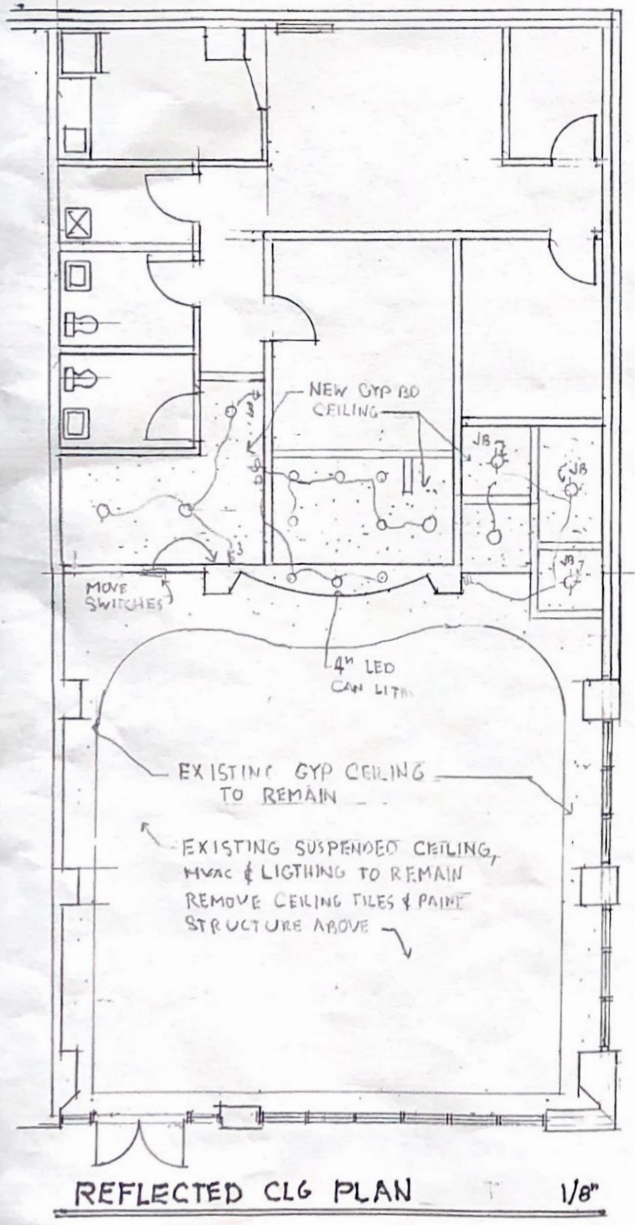 NEW GYP BD
CEILING
JB
JB
3
JB
MOVE
SWITCHES
4" LED
CAN LITE
EXISTING GYP CEILING
TO REMAIN
EXISTING SUSPENDED CEILING,
HVAC & LIGTHING TO REMAIN
REMOVE CEILING TILES & PAINT
STRUCTURE ABOVE
REFLECTED CLG PLAN 1/8"